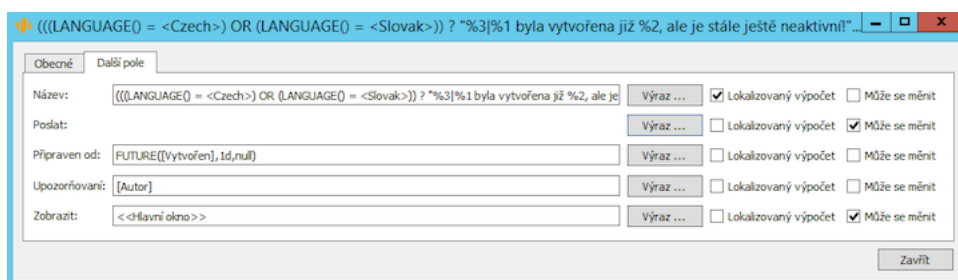 (((LANGUAGE() = <Czech>) OR (LANGUAGE() = <Slovak>)) ? "%3|%1 byla vytvořena již %2, ale je stále ještě neaktivní!"...
Obecné Další pole
Název: (((LANGUAGE() = <Czech>) OR (LANGUAGE() = <Slovak>)) ? "%3|%1 byla vytvořena již %2, ale je Výraz ... Lokalizovaný výpočet Může se měnit
Poslat: Výraz ... Lokalizovaný výpočet Může se měnit
Připraven od: FUTURE([Vytvořen],1d,null) Výraz ... Lokalizovaný výpočet Může se měnit
Upozorňovaní: [Autor] Výraz ... Lokalizovaný výpočet Může se měnit
Zobrazit: <<Hlavní okno>> Výraz ... Lokalizovaný výpočet Může se měnit
Zavřít